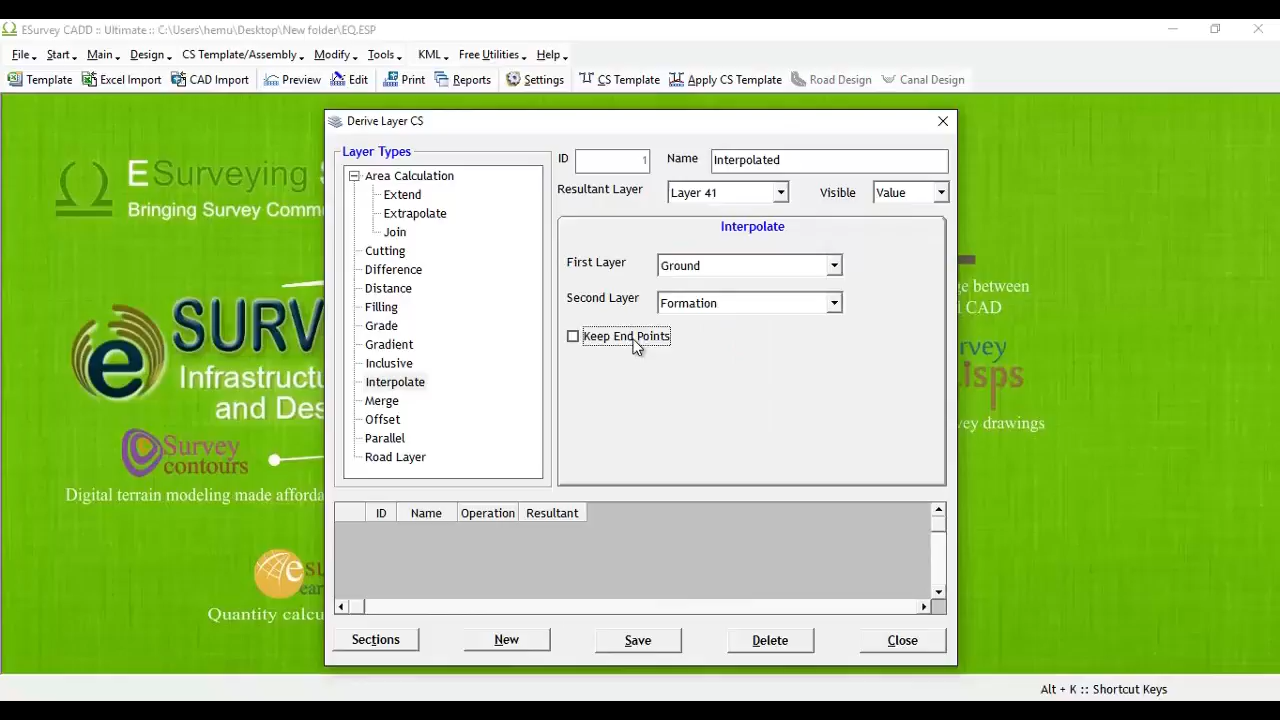 ESurvey CADD :: Ultimate :: C:\Users\hemu\Desktop\New folder\EQ.ESP
File Start Main Design CS Template/Assembly Modify Tools KML Free Utilities Help
Template Excel Import CAD Import Preview Edit Print Reports Settings CS Template Apply CS Template Road Design Canal Design
Derive Layer CS
Layer Types
Area Calculation
Extend
Extrapolate
Join
Cutting
Difference
Distance
Filling
Grade
Gradient
Inclusive
Interpolate
Merge
Offset
Parallel
Road Layer
ID 1 Name Interpolated
Resultant Layer Layer 41 Visible Value
Interpolate
First Layer Ground
Second Layer Formation
Keep End Points
ID Name Operation Resultant
Sections New Save Delete Close
ESurveying S
Bringing Survey Commu
e SURV
Infrastructu
and Des
Survey
contours
Digital terrain modeling made afforda
esu
ear
Quantity calcu
ge between
CAD
rvey
isps
vey drawings
Alt + K :: Shortcut Keys